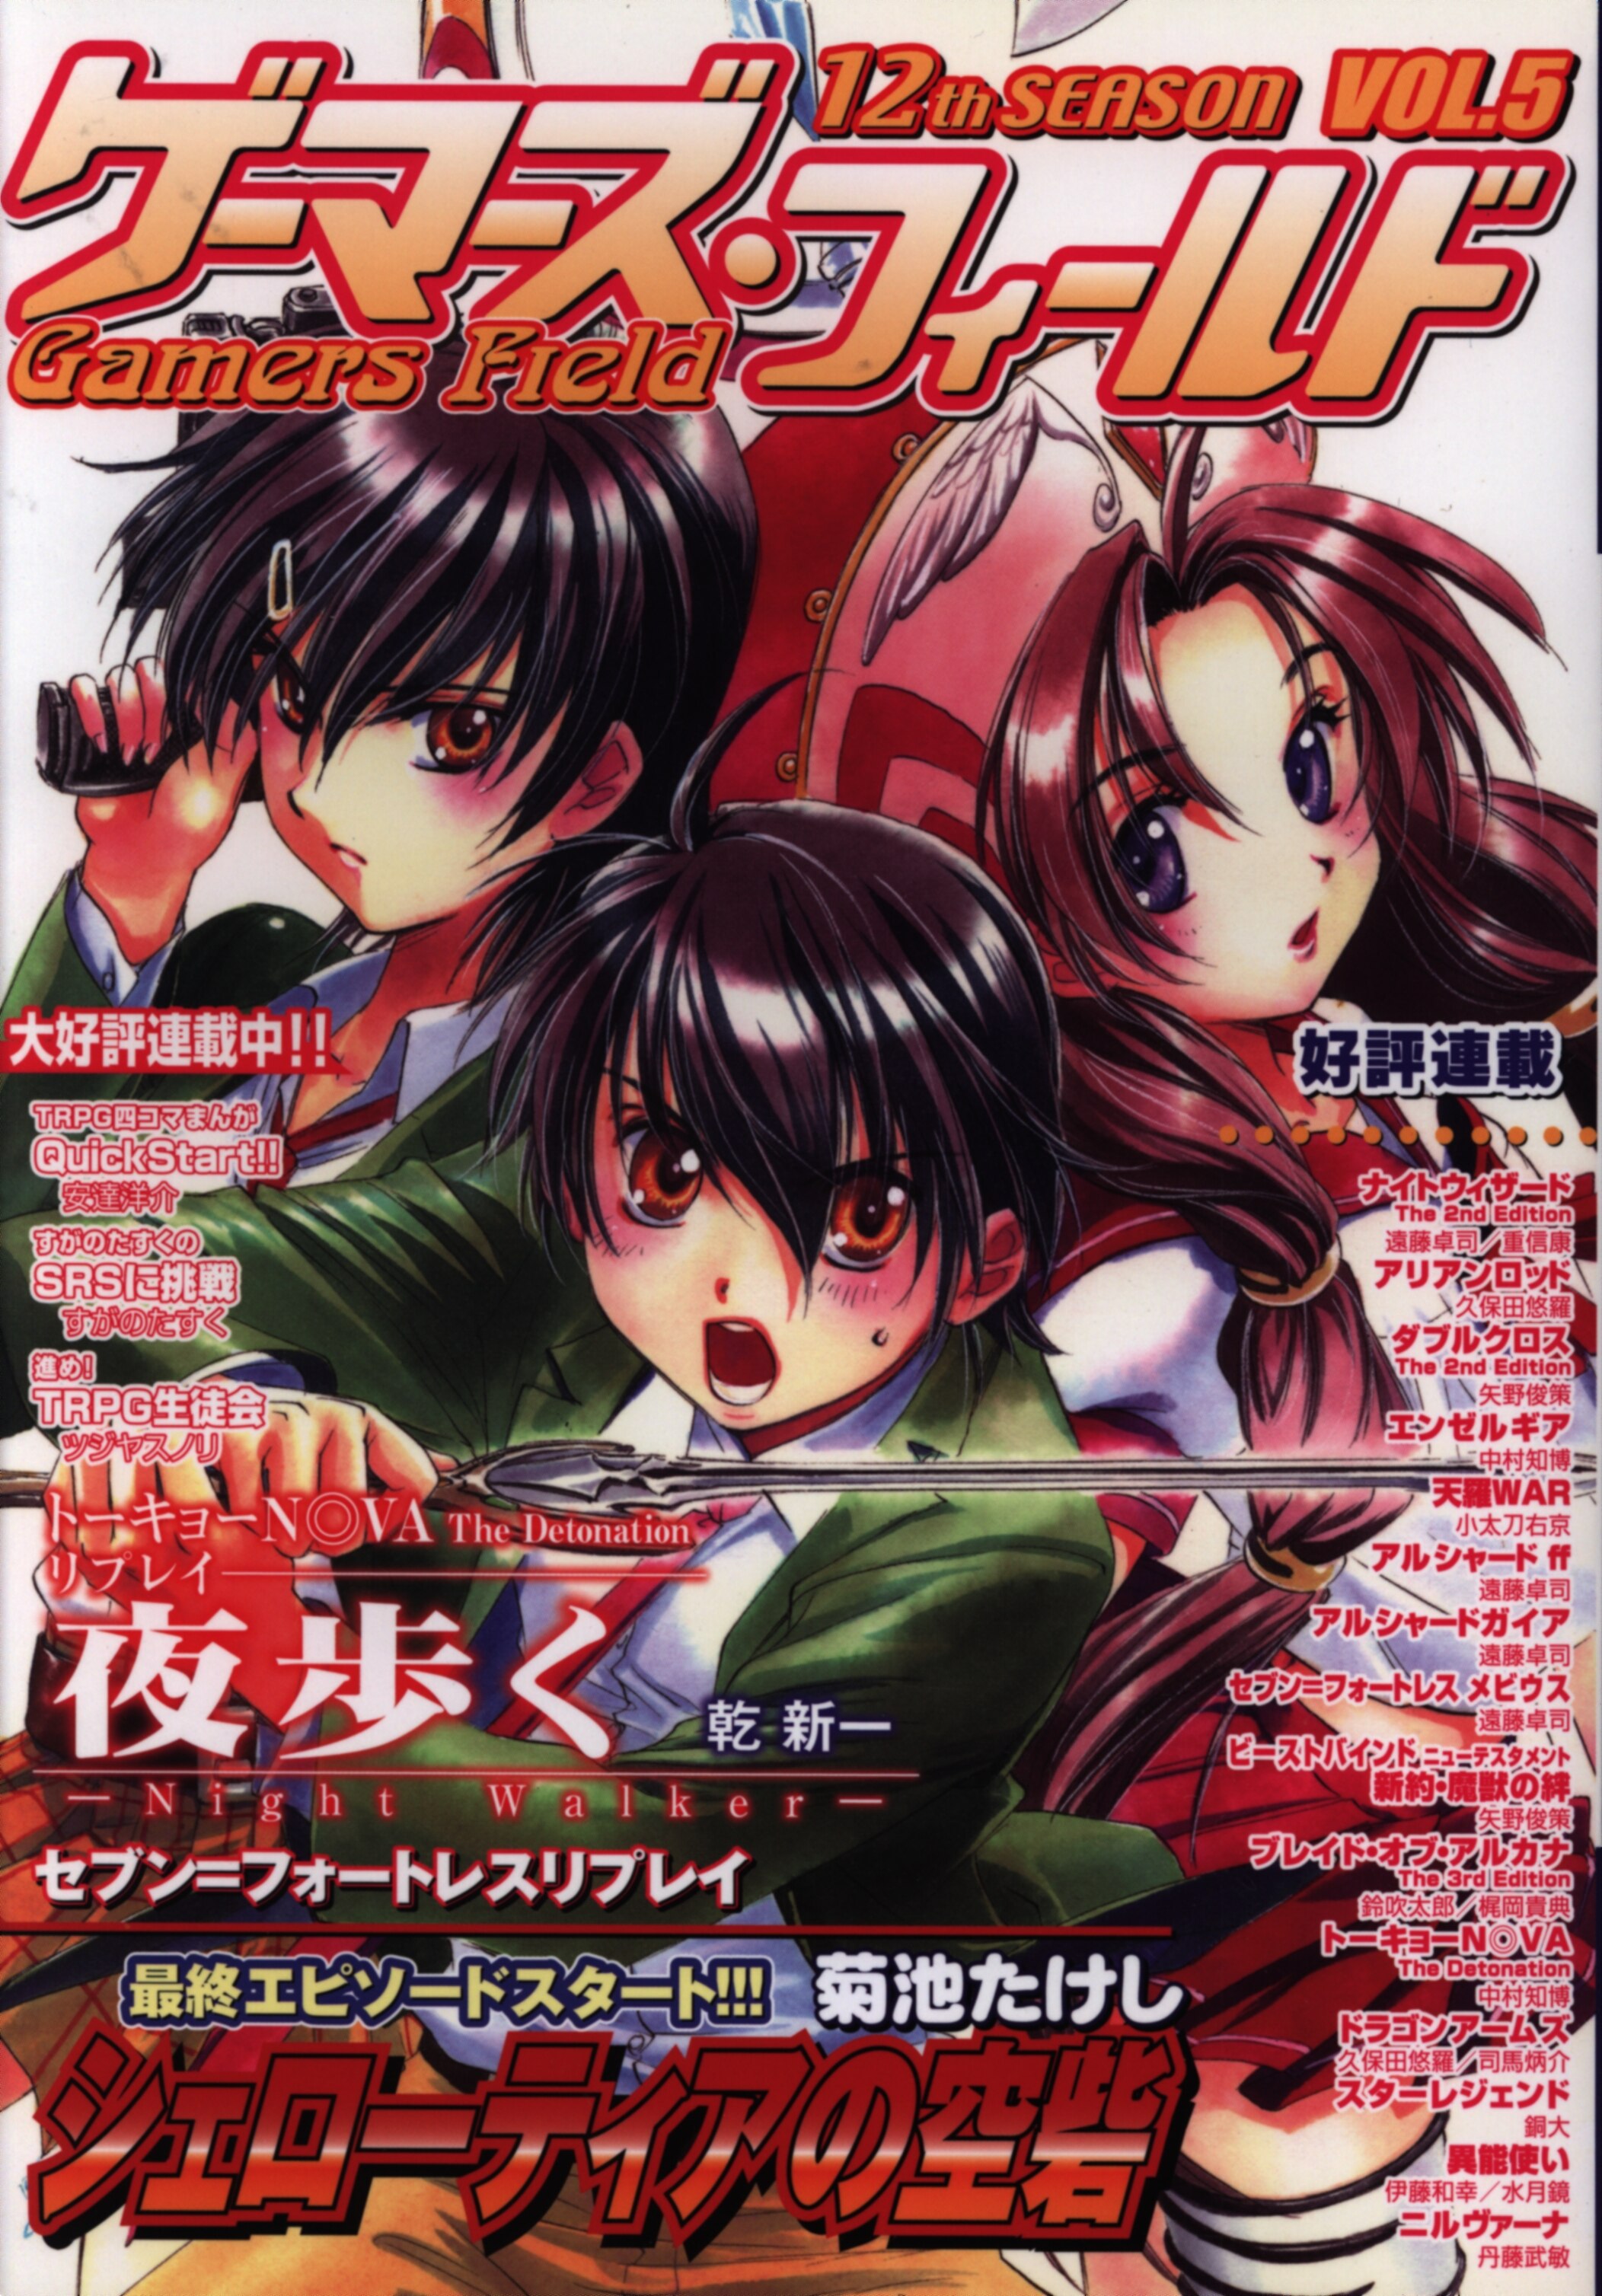 12th SEASON VOL.5
ゲーマーズ・フィールド
Gamers Field
大好評連載中!!
TRPG四コマまんが
QuickStart!!
安達洋介
すがのたすくの
SRSに挑戦
すがのたすく
進め!
TRPG生徒会
ツジヤスノリ
トーキョーN◎VA The Detonation
リプレイ
夜歩く 乾 新一
―Night Walker―
セブン=フォートレスリプレイ
最終エピソードスタート!!! 菊池たけし
シェローティアの空砦
好評連載
ナイトウィザード
The 2nd Edition
遠藤卓司／重信康
アリアンロッド
久保田悠羅
ダブルクロス
The 2nd Edition
矢野俊策
エンゼルギア
中村知博
天羅WAR
小太刀右京
アルシャード ff
遠藤卓司
アルシャードガイア
遠藤卓司
セブン=フォートレス メビウス
遠藤卓司
ビーストバインド ニューテスタメント
新約・魔獣の絆
矢野俊策
ブレイド・オブ・アルカナ
The 3rd Edition
鈴吹太郎／梶岡貴典
トーキョーN◎VA
The Detonation
中村知博
ドラゴンアームズ
久保田悠羅／司馬炳介
スターレジェンド
銅大
異能使い
伊藤和幸／水月鏡
ニルヴァーナ
丹藤武敏